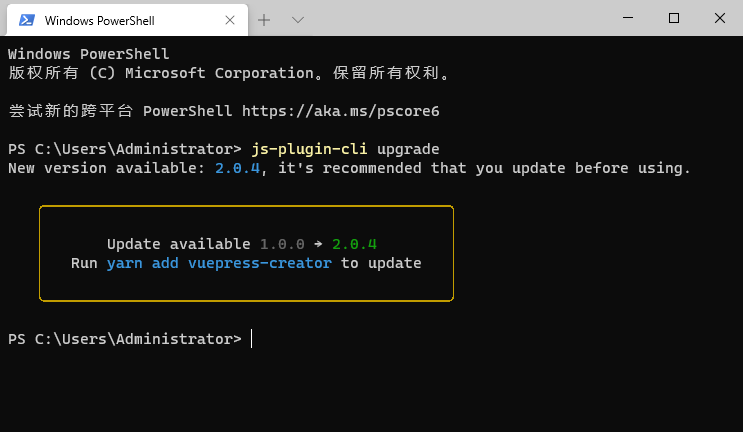 Windows PowerShell
Windows PowerShell
版权所有 (C) Microsoft Corporation。保留所有权利。
尝试新的跨平台 PowerShell https://aka.ms/pscore6
PS C:\Users\Administrator> js-plugin-cli upgrade
New version available: 2.0.4, it's recommended that you update before using.
Update available 1.0.0 → 2.0.4
Run yarn add vuepress-creator to update
PS C:\Users\Administrator>